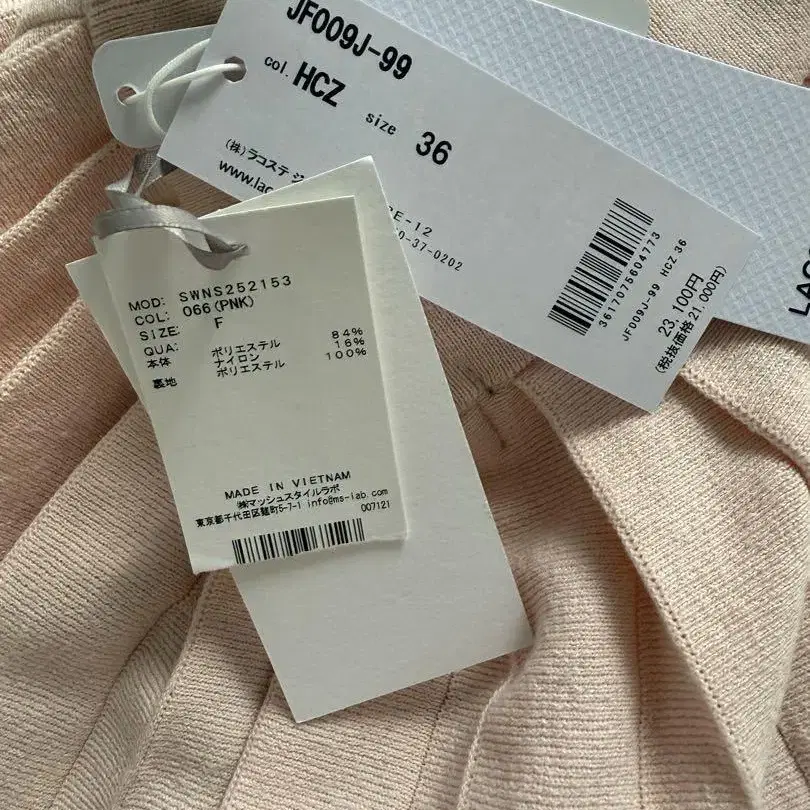 JF009J-99
col. HCZ size 36
(株)ラコステ ジ
www.lac
RE-12
0-37-0202
3617075604773
JF009J-99 HCZ 36
23,100円
(税抜価格21,000円)
LACO
MOD: SWNS252153
COL: 066(PNK)
SIZE: F
QUA:
本体 ポリエステル 84%
ナイロン 16%
裏地 ポリエステル 100%
MADE IN VIETNAM
㈱マッシュスタイルラボ
東京都千代田区麹町5-7-1 info@ms-lab.com
007121